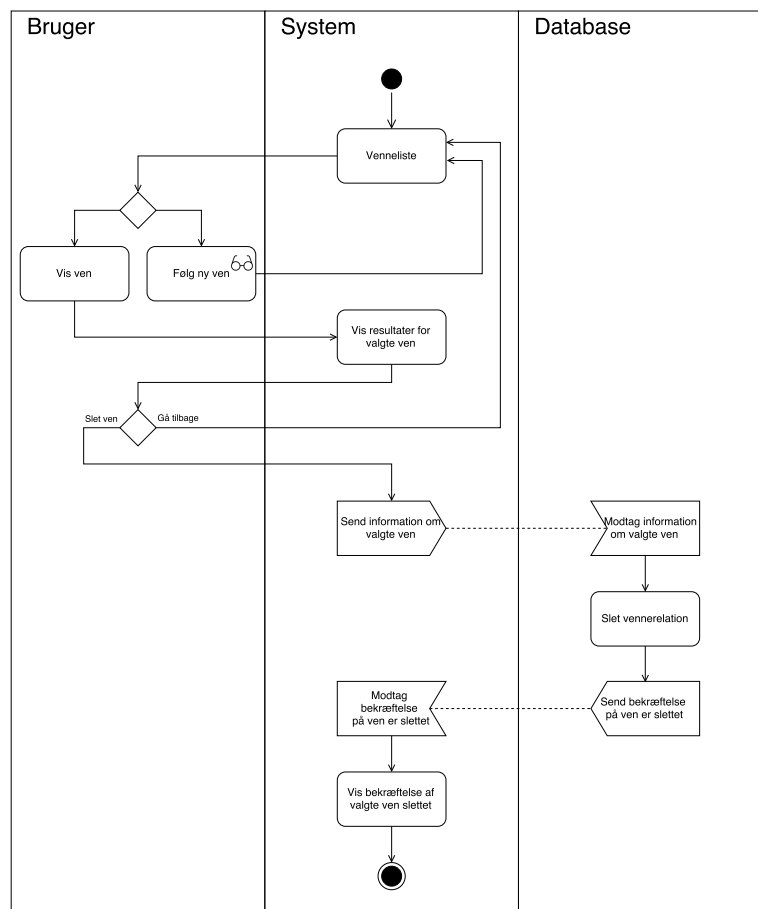 Bruger
System
Database
Venneliste
Vis ven
Følg ny ven
Vis resultater for
valgte ven
Slet ven
Gå tilbage
Send information om
valgte ven
Modtag information
om valgte ven
Slet vennerelation
Modtag
bekræftelse
på ven er slettet
Send bekræftelse
på ven er slettet
Vis bekræftelse af
valgte ven slettet